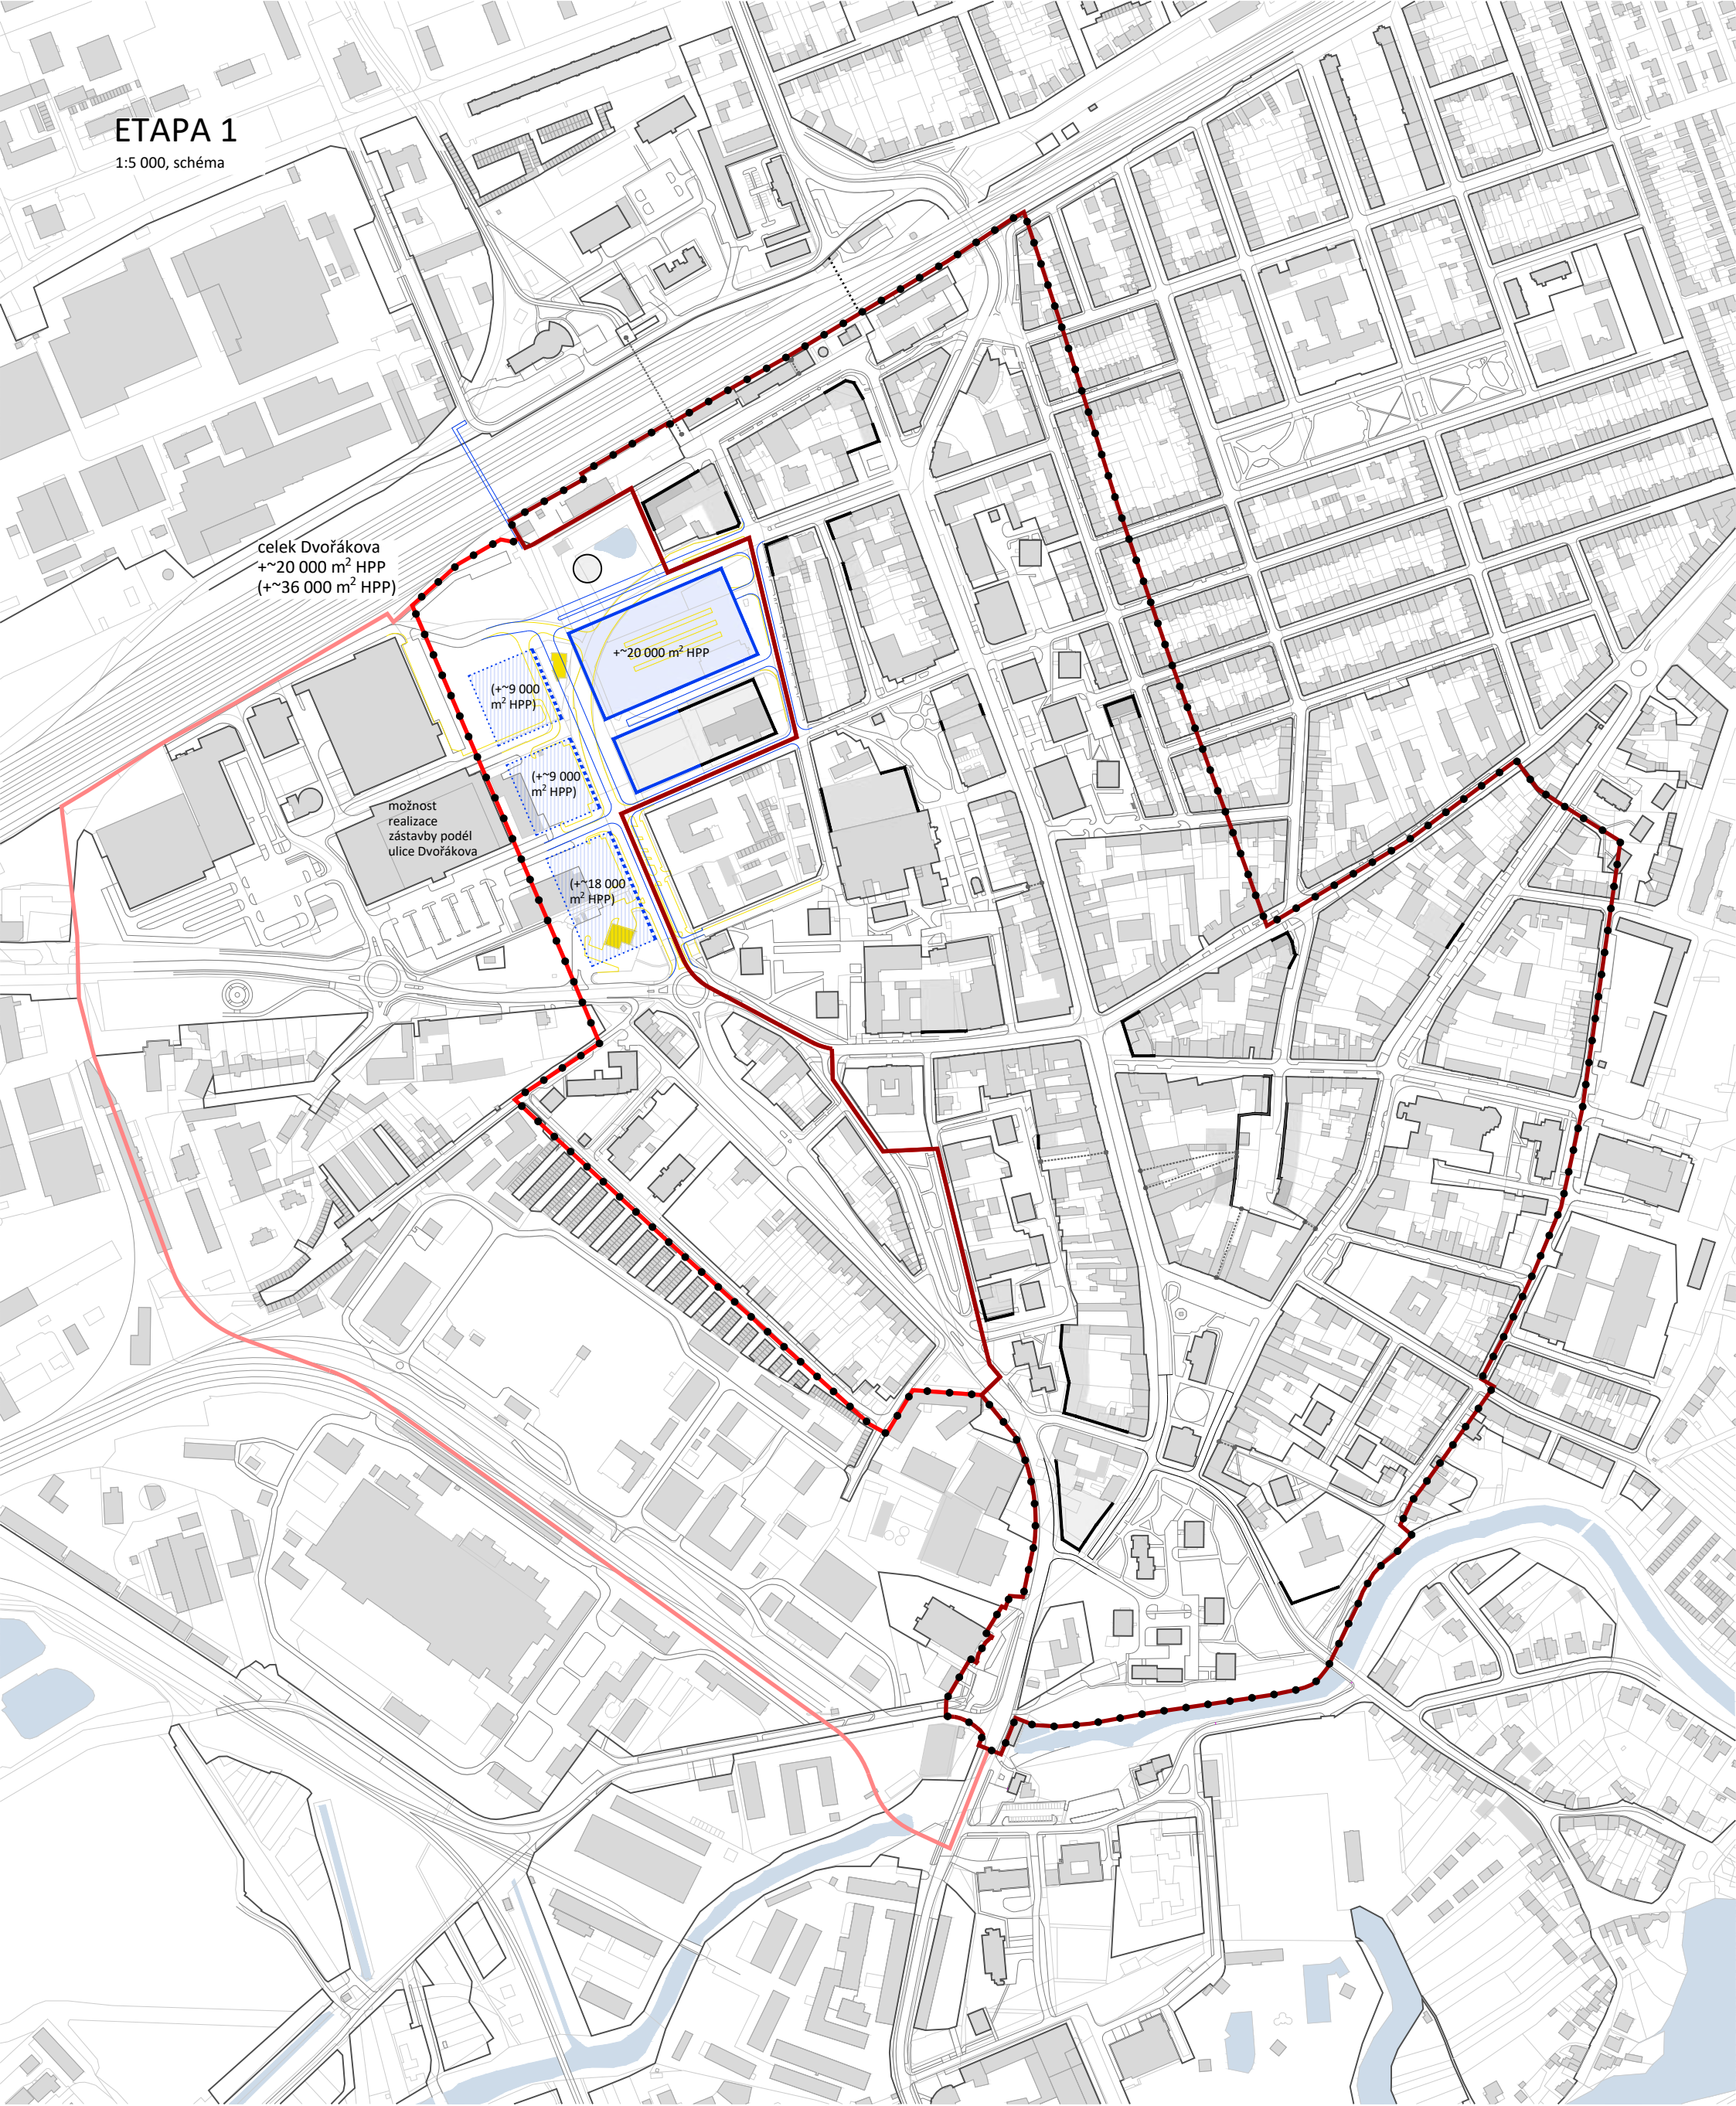 ETAPA 1
1:5 000, schéma
celek Dvořákova
+~20 000 m² HPP
(+~36 000 m² HPP)
+~20 000 m² HPP
(+~9 000
m² HPP)
(+~9 000
m² HPP)
možnost
realizace
zástavby podél
ulice Dvořákova
(+~18 000
m² HPP)